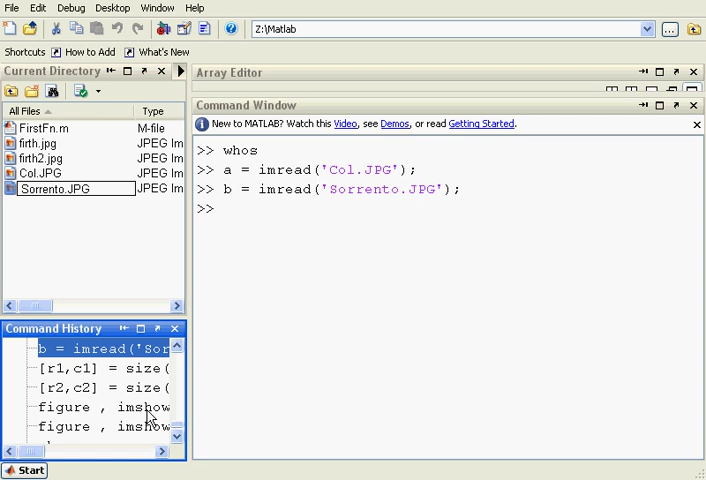 File Edit Debug Desktop Window Help
Z:\Matlab
...
Shortcuts How to Add What's New
Current Directory
All Files Type
FirstFn.m M-file
firth.jpg JPEG Im
firth2.jpg JPEG Im
Col.JPG JPEG Im
Sorrento.JPG JPEG Im
Command History
b = imread('Sor
[r1,c1] = size(
[r2,c2] = size(
figure , imshow
figure , imshow
Array Editor
Command Window
New to MATLAB? Watch this Video, see Demos, or read Getting Started.
>> whos
>> a = imread('Col.JPG');
>> b = imread('Sorrento.JPG');
>>
Start